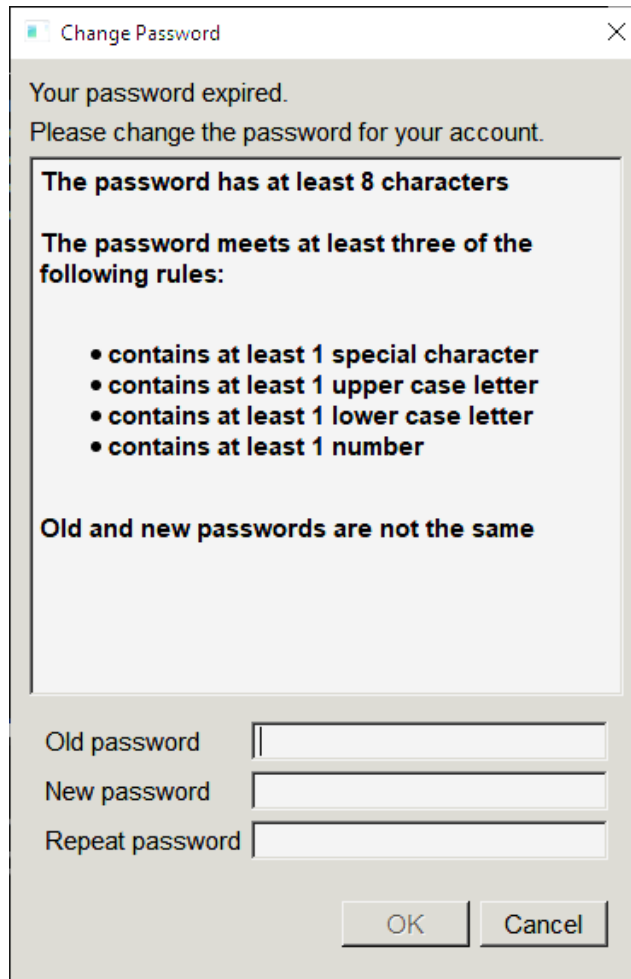 Change Password
Your password expired.
Please change the password for your account.
The password has at least 8 characters
The password meets at least three of the
following rules:
• contains at least 1 special character
• contains at least 1 upper case letter
• contains at least 1 lower case letter
• contains at least 1 number
Old and new passwords are not the same
Old password
New password
Repeat password
OK Cancel